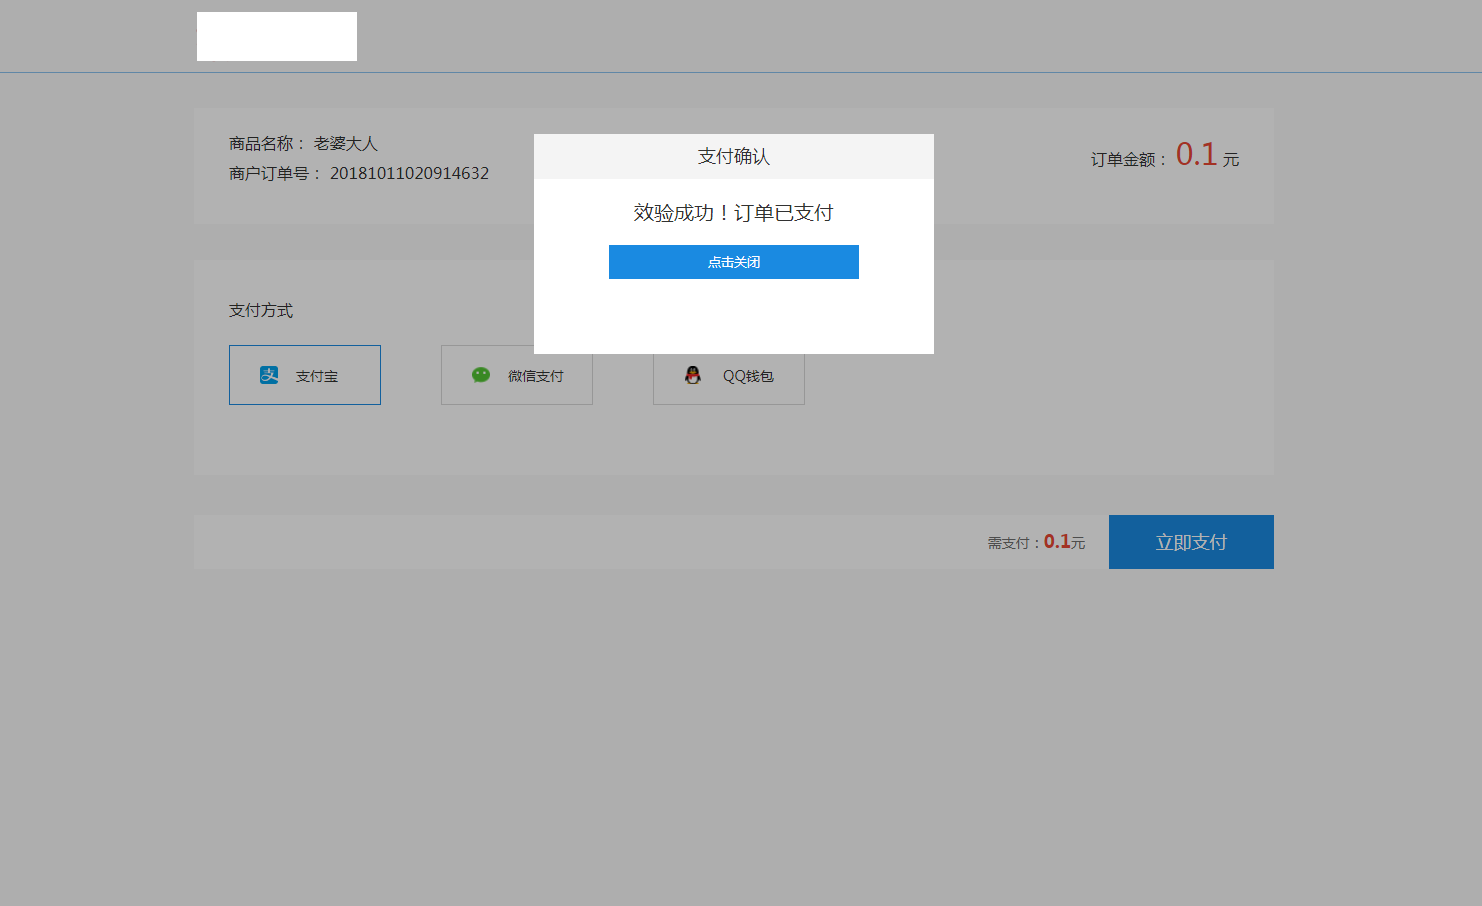 商品名称： 老婆大人
商户订单号： 20181011020914632
订单金额： 0.1 元
支付确认
效验成功！订单已支付
点击关闭
支付方式
支付宝
微信支付
QQ钱包
需支付：0.1元
立即支付